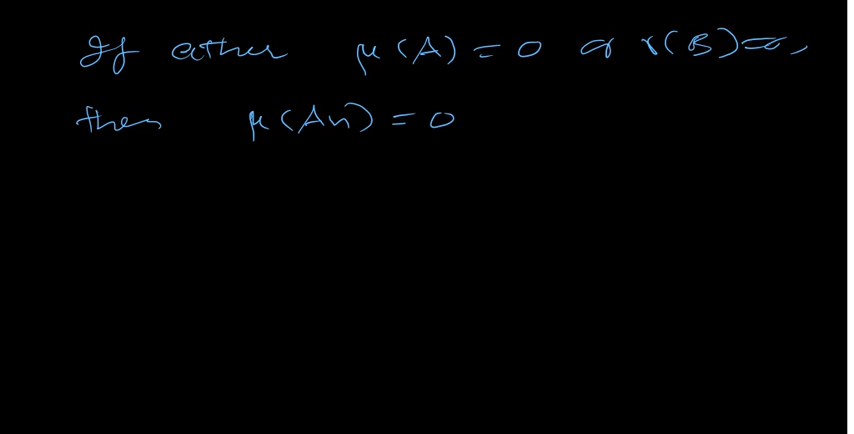 If either μ(A) = 0 or γ(B) = 0,
then μ(An) = 0